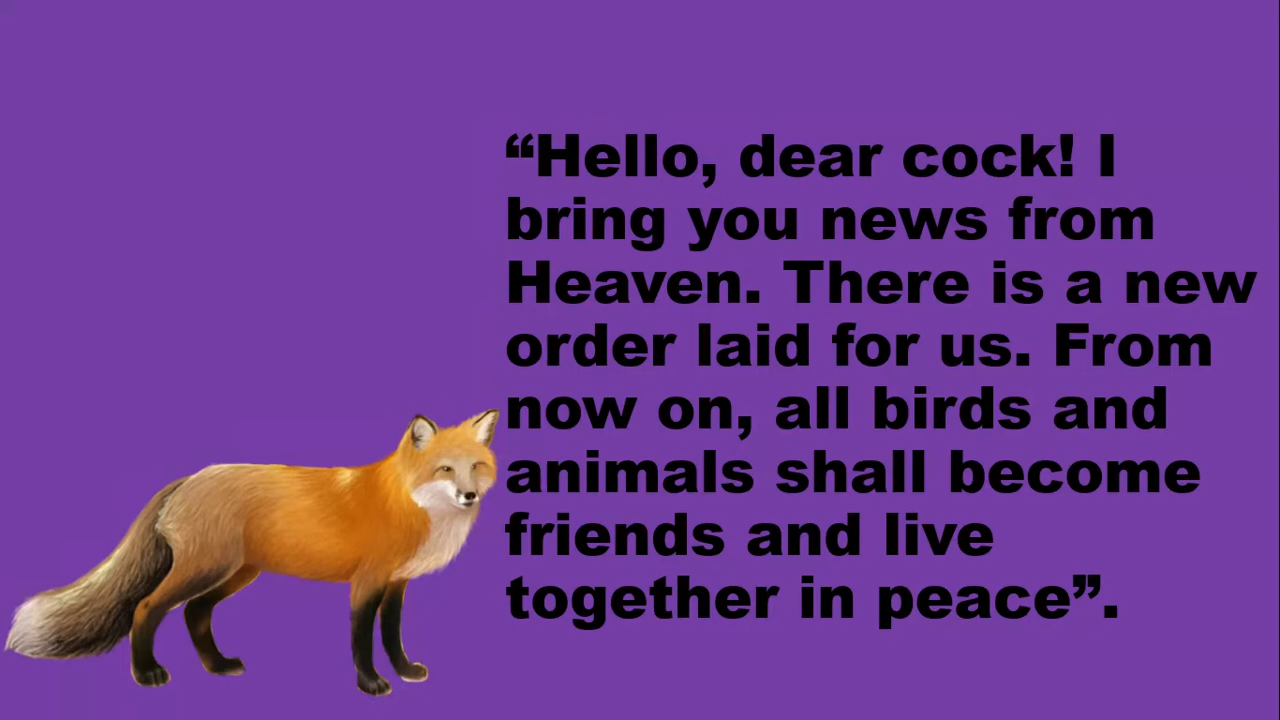 “Hello, dear cock! I
bring you news from
Heaven. There is a new
order laid for us. From
now on, all birds and
animals shall become
friends and live
together in peace”.